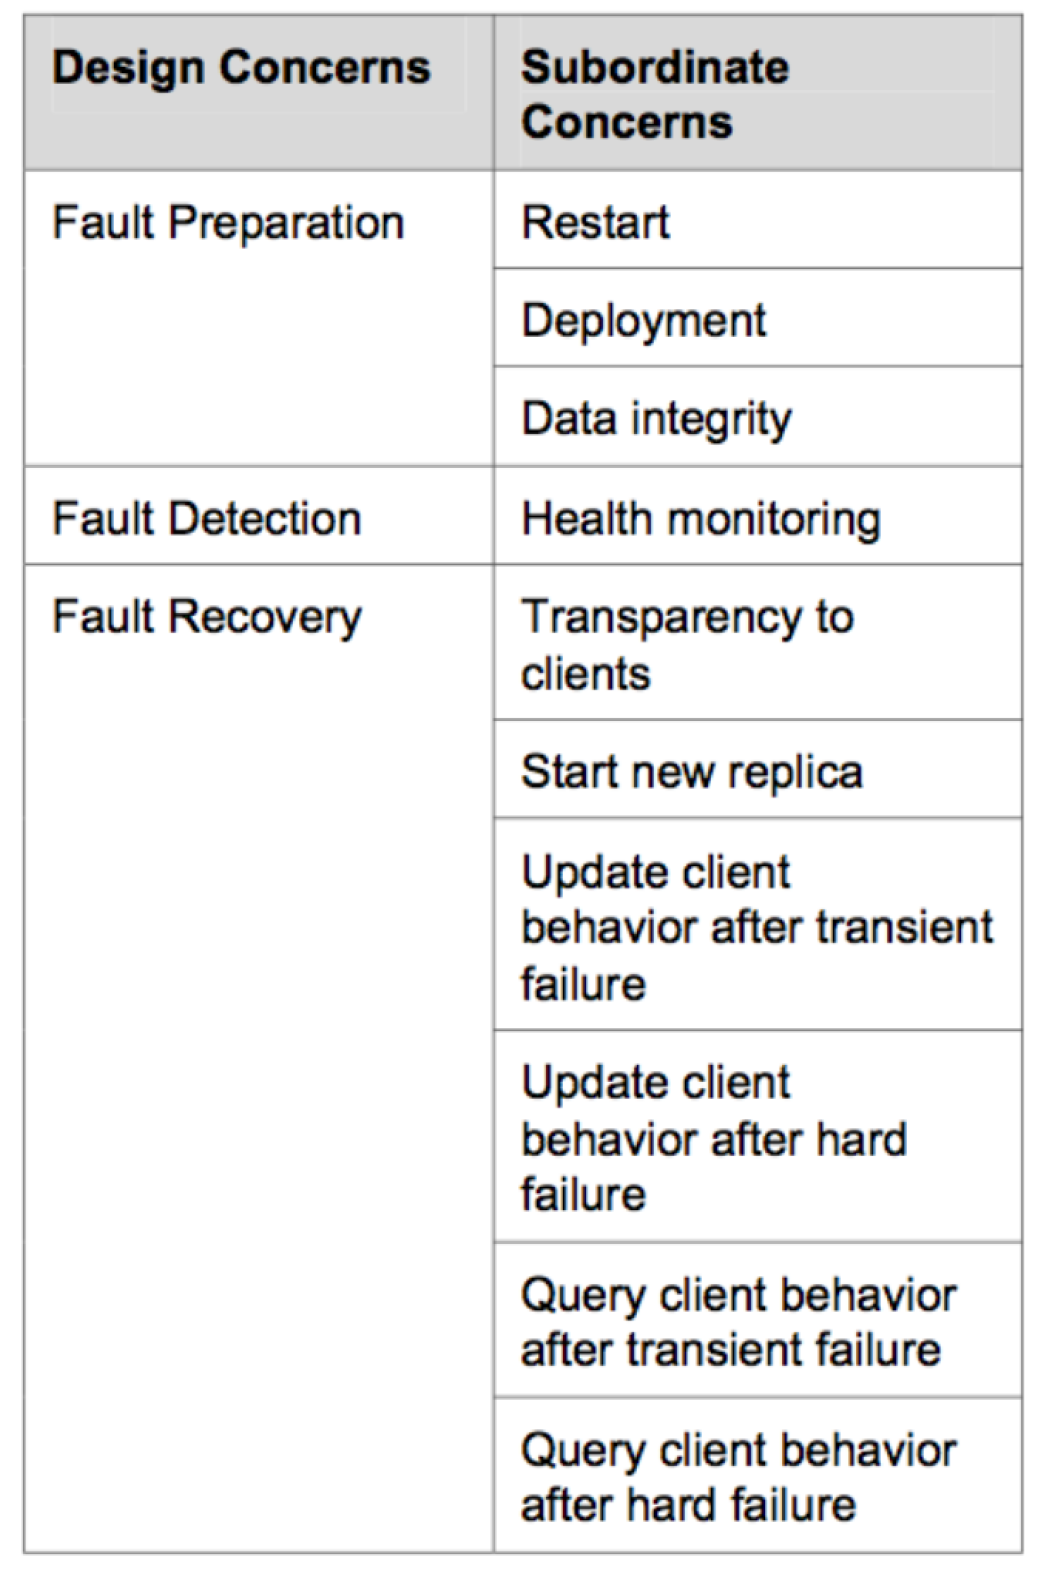 Design Concerns
Subordinate
Concerns
Fault Preparation
Restart
Deployment
Data integrity
Fault Detection
Health monitoring
Fault Recovery
Transparency to
clients
Start new replica
Update client
behavior after transient
failure
Update client
behavior after hard
failure
Query client behavior
after transient failure
Query client behavior
after hard failure